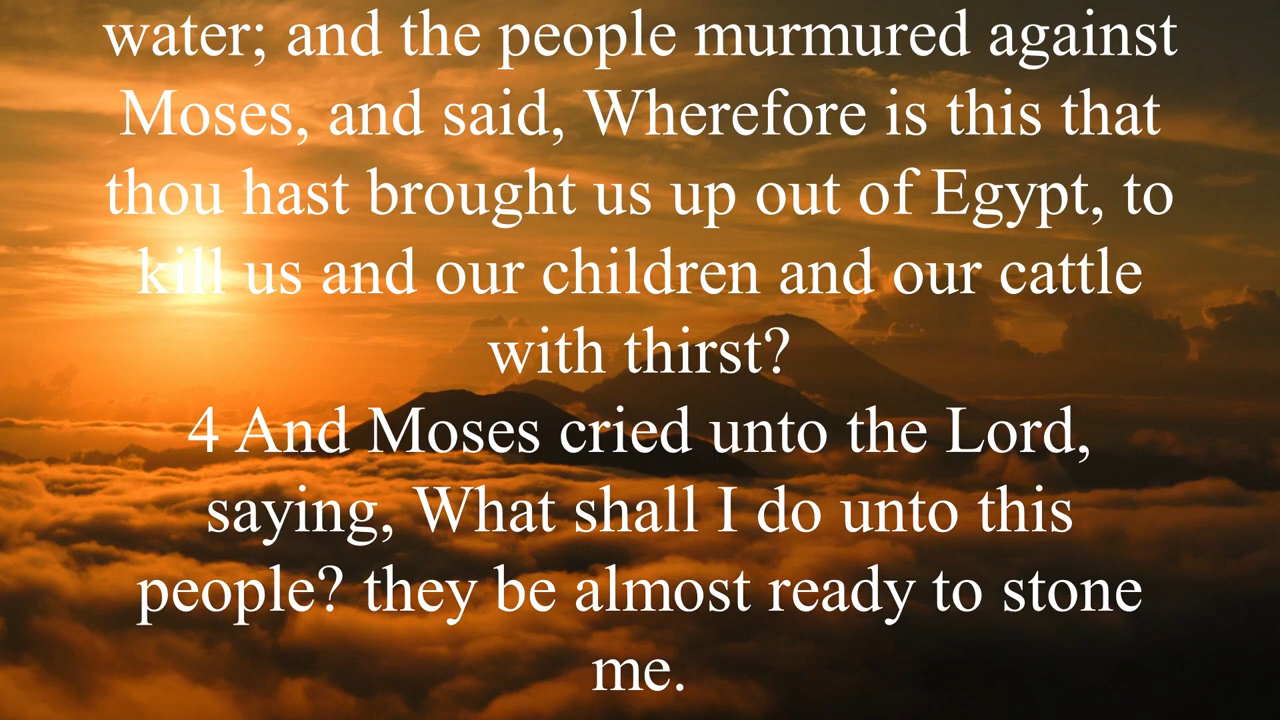 water; and the people murmured against
Moses, and said, Wherefore is this that
thou hast brought us up out of Egypt, to
kill us and our children and our cattle
with thirst?
4 And Moses cried unto the Lord,
saying, What shall I do unto this
people? they be almost ready to stone
me.